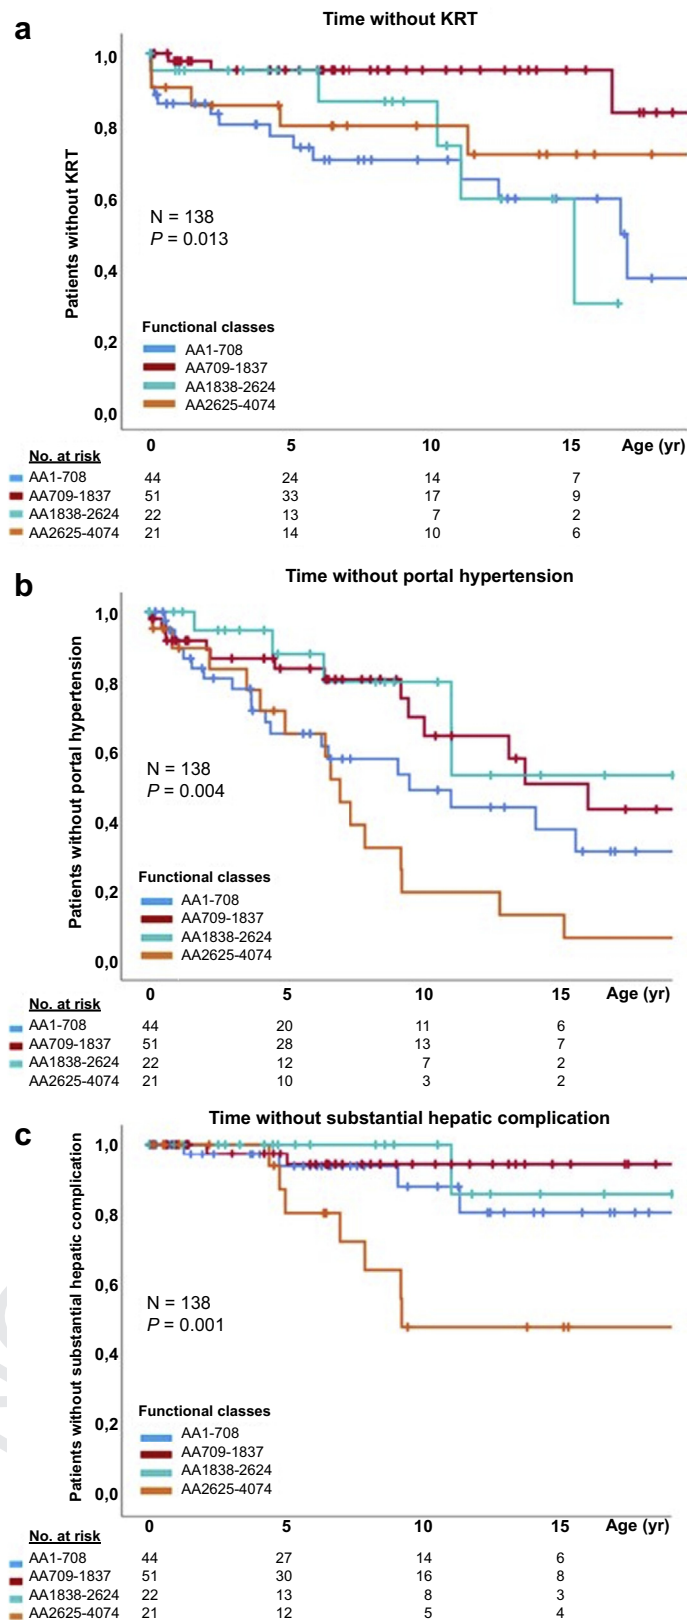 a
Time without KRT
Patients without KRT
1,0
0,8
0,6
0,4
0,2
0,0
N = 138
P = 0.013
Functional classes
AA1-708
AA709-1837
AA1838-2624
AA2625-4074
0 5 10 15 Age (yr)
No. at risk
AA1-708 44 24 14 7
AA709-1837 51 33 17 9
AA1838-2624 22 13 7 2
AA2625-4074 21 14 10 6
b
Time without portal hypertension
Patients without portal hypertension
1,0
0,8
0,6
0,4
0,2
0,0
N = 138
P = 0.004
Functional classes
AA1-708
AA709-1837
AA1838-2624
AA2625-4074
0 5 10 15 Age (yr)
No. at risk
AA1-708 44 20 11 6
AA709-1837 51 28 13 7
AA1838-2624 22 12 7 2
AA2625-4074 21 10 3 2
c
Time without substantial hepatic complication
Patients without substantial hepatic complication
1,0
0,8
0,6
0,4
0,2
0,0
N = 138
P = 0.001
Functional classes
AA1-708
AA709-1837
AA1838-2624
AA2625-4074
0 5 10 15 Age (yr)
No. at risk
AA1-708 44 27 14 6
AA709-1837 51 30 16 8
AA1838-2624 22 13 8 3
AA2625-4074 21 12 5 4